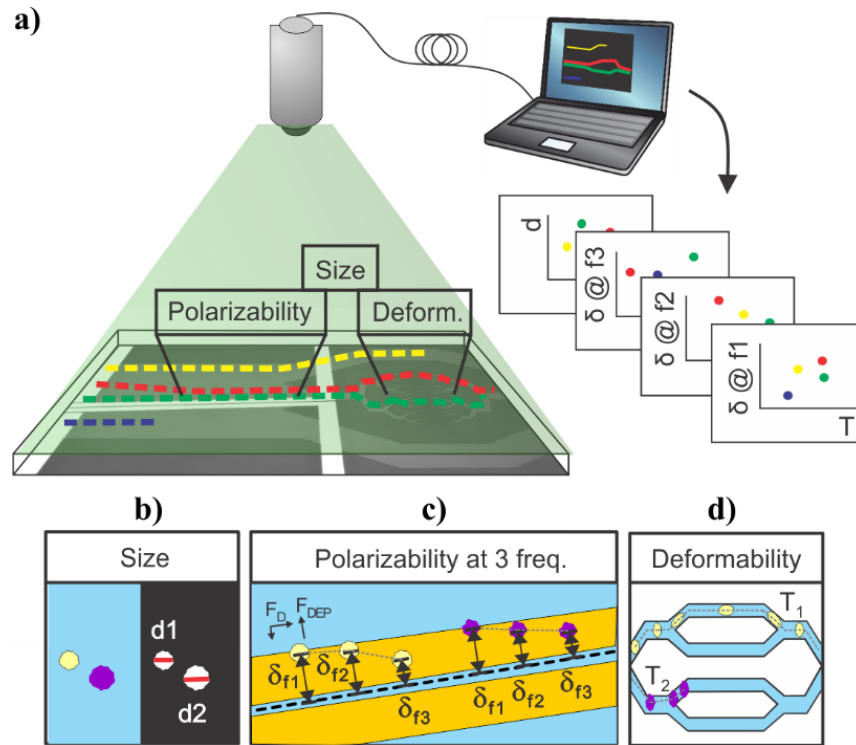 a)
Size
Polarizability
Deform.
d
δ @ f3
δ @ f2
δ @ f1
T
b)
c)
d)
Size
Polarizability at 3 freq.
Deformability
d1
d2
F_D
F_DEP
δ_f1
δ_f2
δ_f3
δ_f1
δ_f2
δ_f3
T_1
T_2